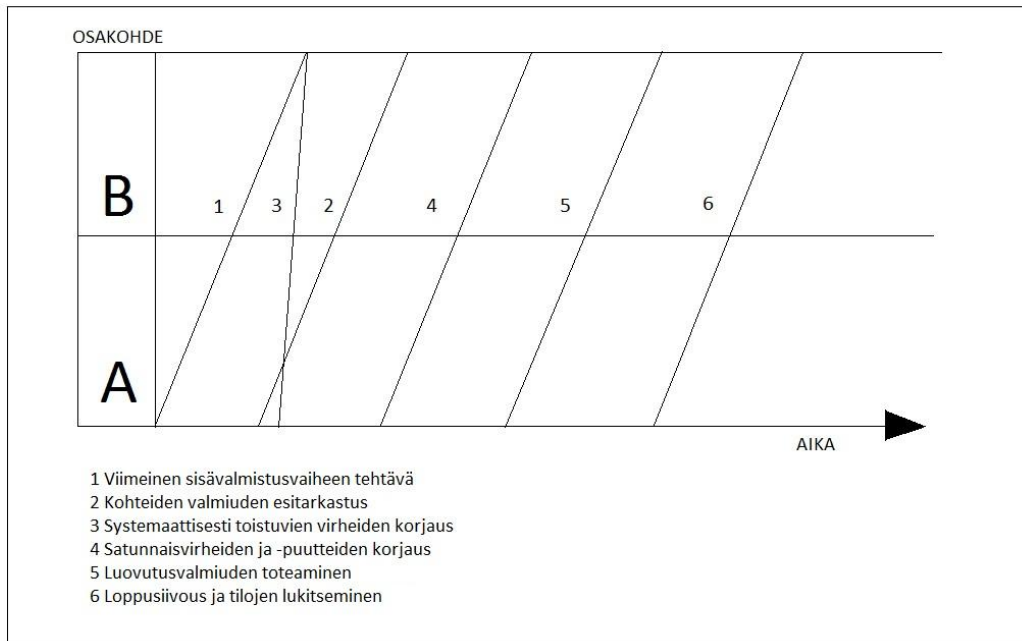 OSAKOHDE
B
1 3 2 4 5 6
A
AIKA
1 Viimeinen sisävalmistusvaiheen tehtävä
2 Kohteiden valmiuden esitarkastus
3 Systemaattisesti toistuvien virheiden korjaus
4 Satunnaisvirheiden ja -puutteiden korjaus
5 Luovutusvalmiuden toteaminen
6 Loppusiivous ja tilojen lukitseminen